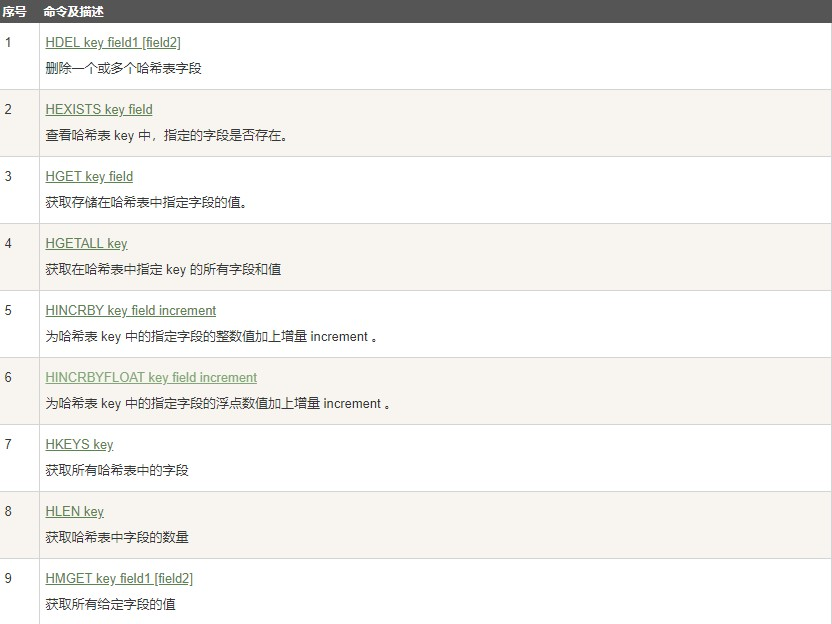 序号 命令及描述
1 HDEL key field1 [field2]
删除一个或多个哈希表字段
2 HEXISTS key field
查看哈希表 key 中，指定的字段是否存在。
3 HGET key field
获取存储在哈希表中指定字段的值。
4 HGETALL key
获取在哈希表中指定 key 的所有字段和值
5 HINCRBY key field increment
为哈希表 key 中的指定字段的整数值加上增量 increment 。
6 HINCRBYFLOAT key field increment
为哈希表 key 中的指定字段的浮点数值加上增量 increment 。
7 HKEYS key
获取所有哈希表中的字段
8 HLEN key
获取哈希表中字段的数量
9 HMGET key field1 [field2]
获取所有给定字段的值